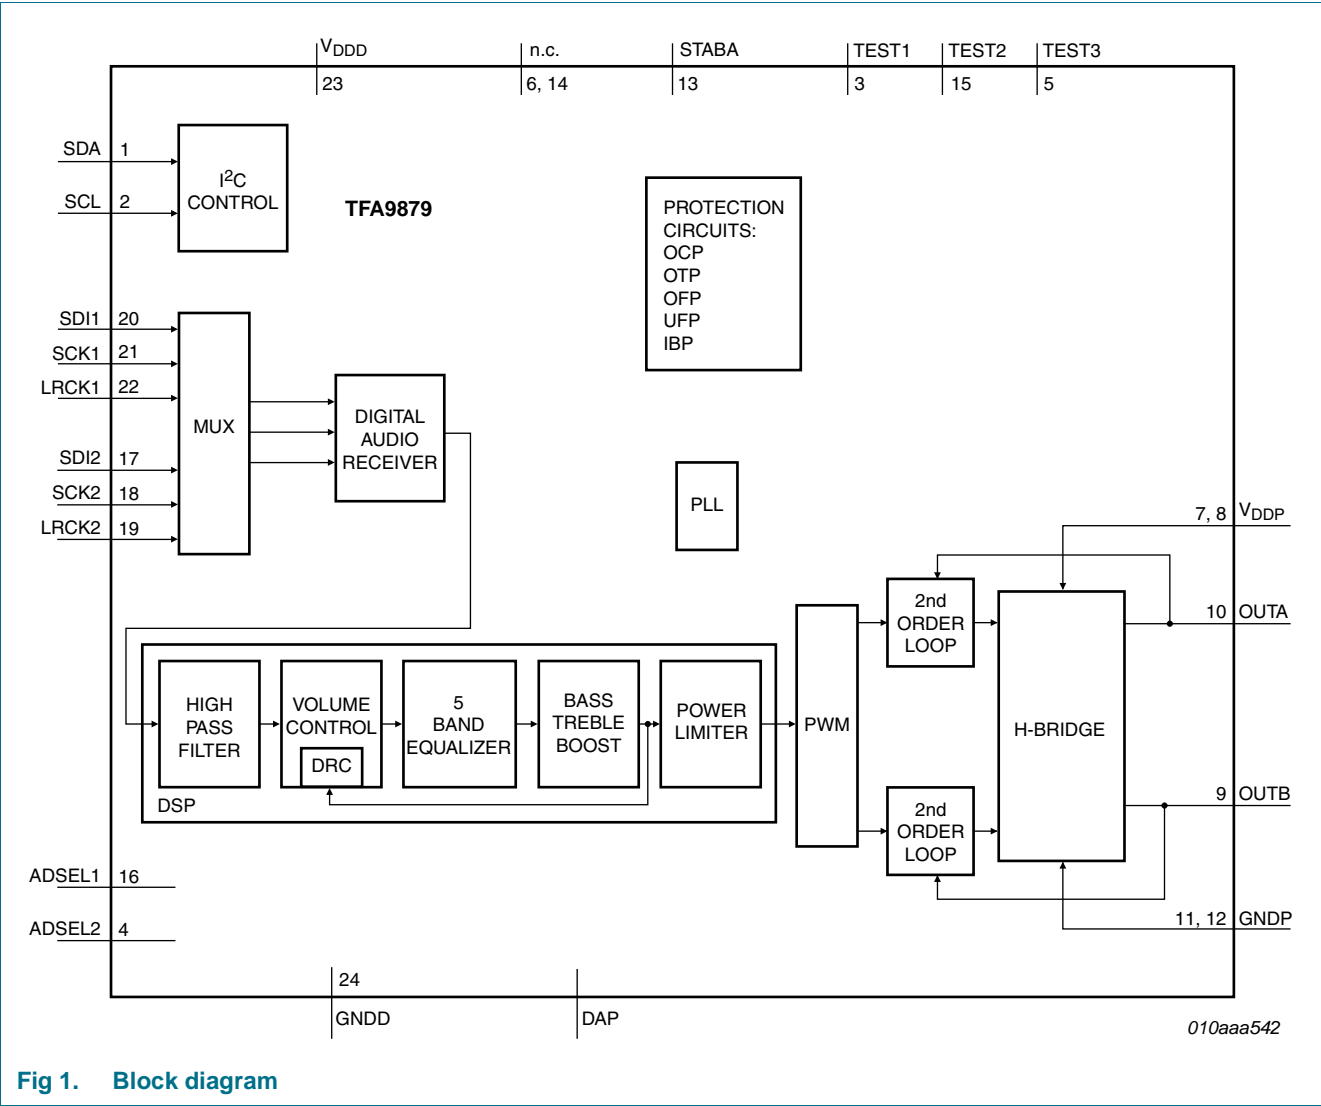 VDDD
n.c.
STABA
TEST1
TEST2
TEST3
23
6, 14
13
3
15
5
SDA
1
SCL
2
I2C
CONTROL
TFA9879
PROTECTION
CIRCUITS:
OCP
OTP
OFP
UFP
IBP
SDI1
20
SCK1
21
LRCK1
22
SDI2
17
SCK2
18
LRCK2
19
MUX
DIGITAL
AUDIO
RECEIVER
PLL
7, 8
VDDP
10
OUTA
9
OUTB
11, 12
GNDP
2nd
ORDER
LOOP
H-BRIDGE
HIGH
PASS
FILTER
VOLUME
CONTROL
DRC
5
BAND
EQUALIZER
BASS
TREBLE
BOOST
POWER
LIMITER
PWM
DSP
2nd
ORDER
LOOP
ADSEL1
16
ADSEL2
4
24
GNDD
DAP
010aaa542
Fig 1. Block diagram